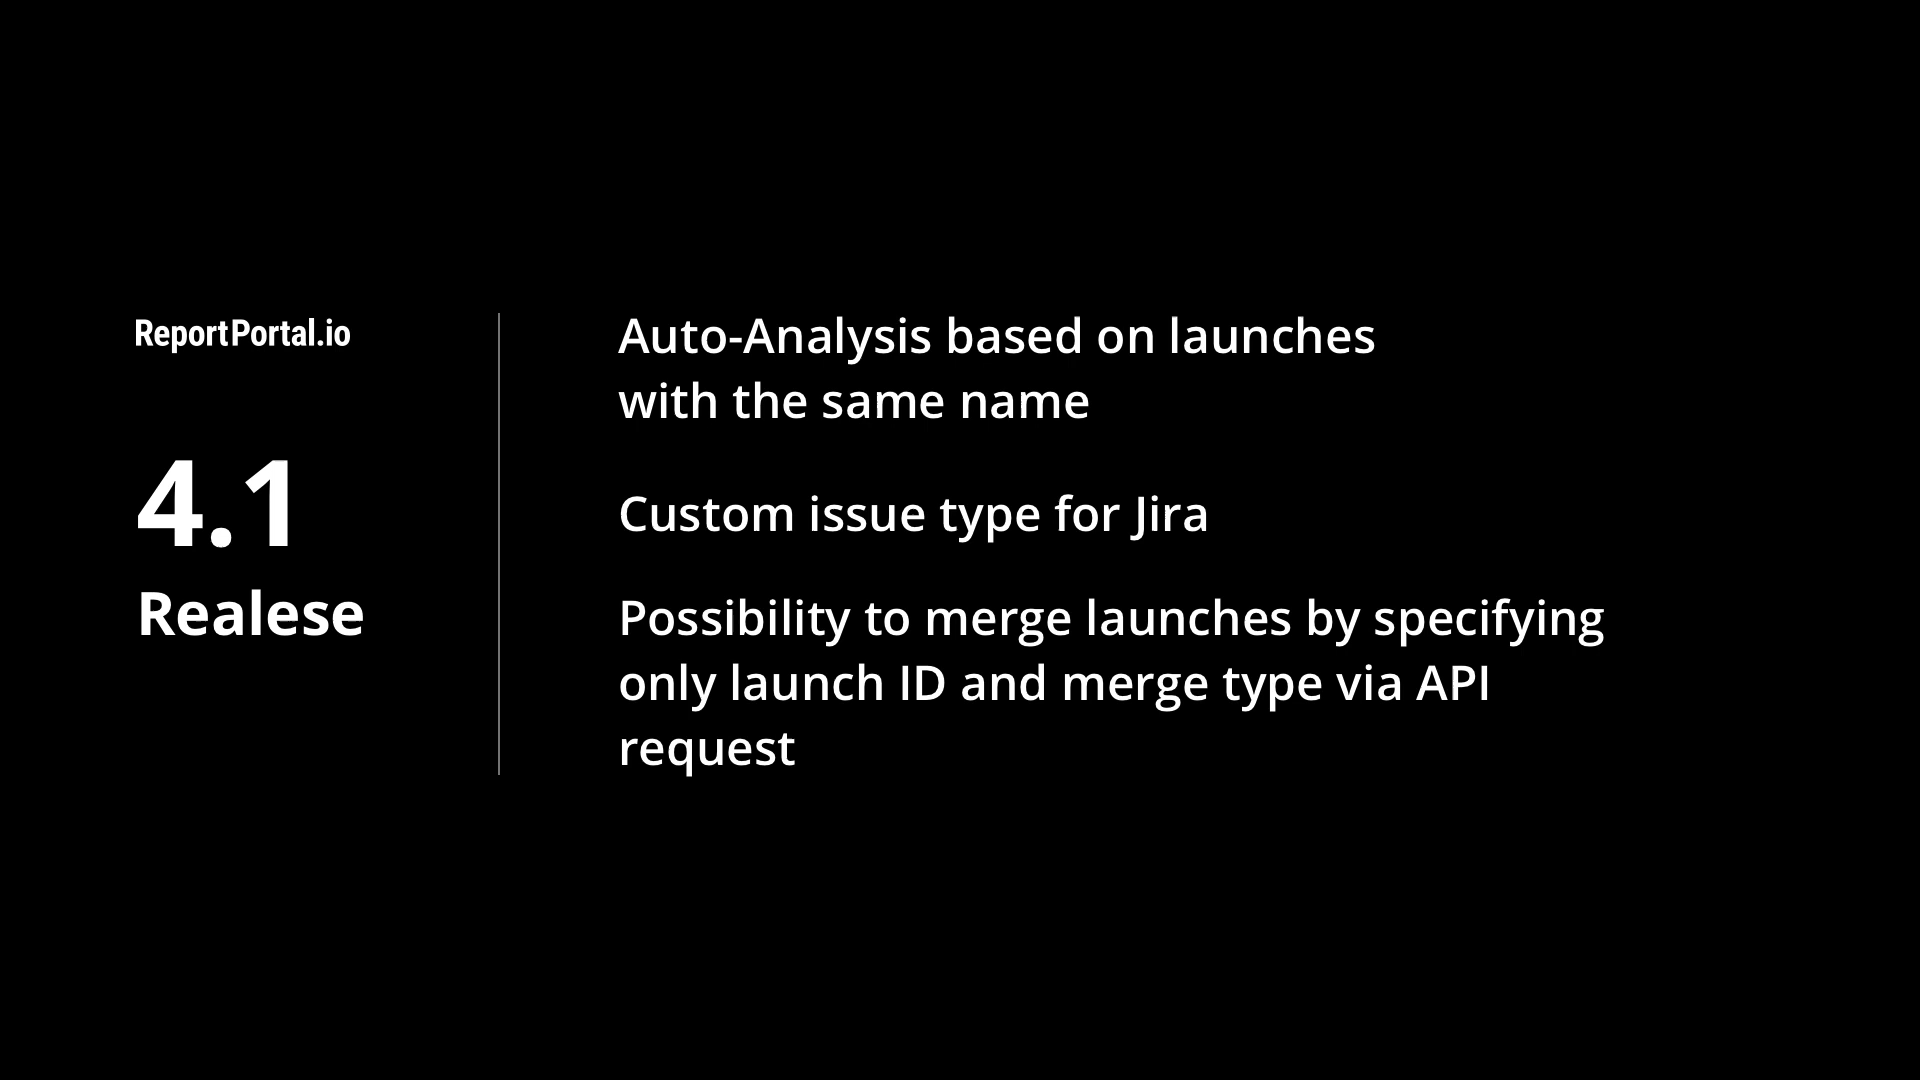 ReportPortal.io
4.1
Realese
Auto-Analysis based on launches
with the same name
Custom issue type for Jira
Possibility to merge launches by specifying
only launch ID and merge type via API
request